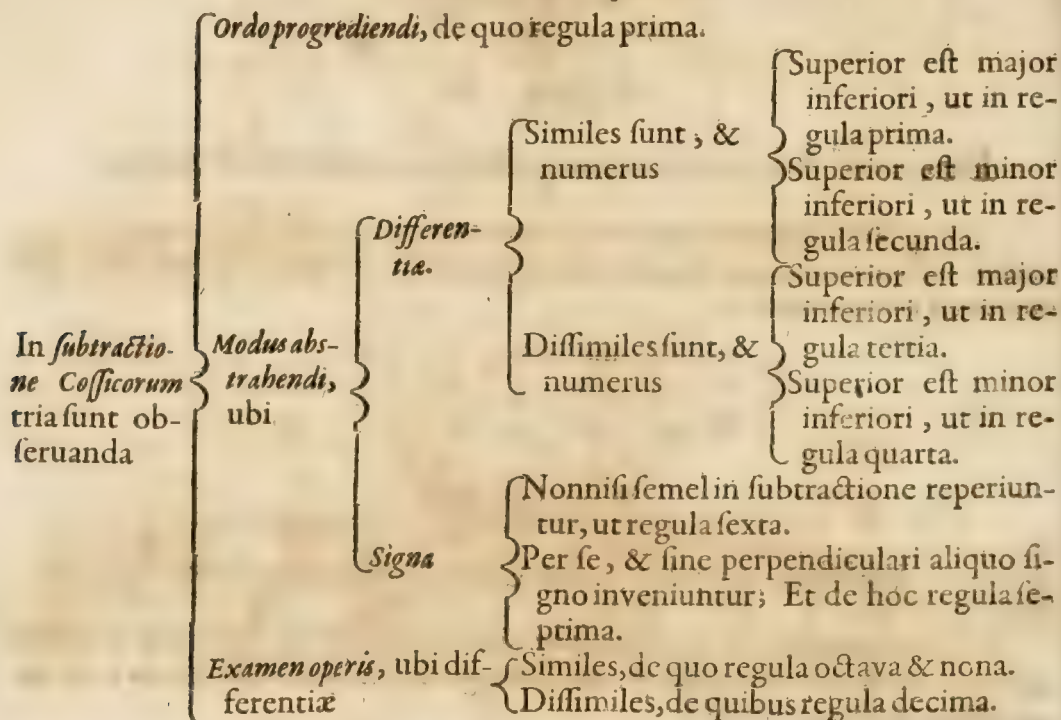 Ordo progrediendi, de quo regula prima.
In ſubtractio-
ne Coſſicorum
tria ſunt ob-
ſeruanda
Modus abs-
trahendi,
ubi
Differen-
tiæ.
Similes ſunt, &
numerus
Superior eſt major
inferiori, ut in re-
gula prima.
Superior eſt minor
inferiori, ut in re-
gula ſecunda.
Diſſimiles ſunt, &
numerus
Superior eſt major
inferiori, ut in re-
gula tertia.
Superior eſt minor
inferiori, ut in re-
gula quarta.
Signa
Nonniſi ſemel in ſubtractione reperiun-
tur, ut regula ſexta.
Per ſe, & ſine perpendiculari aliquo ſi-
gno inveniuntur; Et de hoc regula ſe-
ptima.
Examen operis, ubi dif-
ferentiæ
Similes, de quo regula octava & nona.
Diſſimiles, de quibus regula decima.